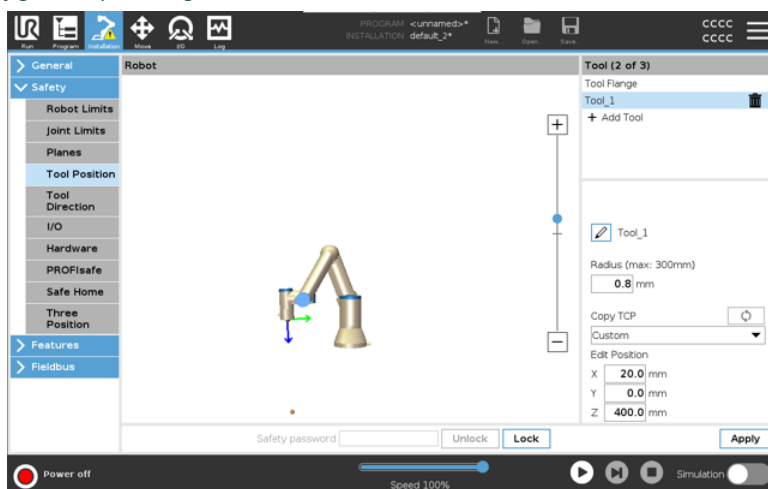 UR
PROGRAM <unnamed>*
INSTALLATION default_2*
CCCC
CCCC
Run Program Installation Move I/O Log
New... Open... Save...
General
Safety
Robot Limits
Joint Limits
Planes
Tool Position
Tool
Direction
I/O
Hardware
PROFIsafe
Safe Home
Three
Position
Features
Fieldbus
Robot
+
−
Safety password
Unlock
Lock
Tool (2 of 3)
Tool Flange
Tool_1
+ Add Tool
Tool_1
Radius (max: 300mm)
0.8 mm
Copy TCP
Custom
Edit Position
X 20.0 mm
Y 0.0 mm
Z 400.0 mm
Apply
Power off
Speed 100%
Simulation